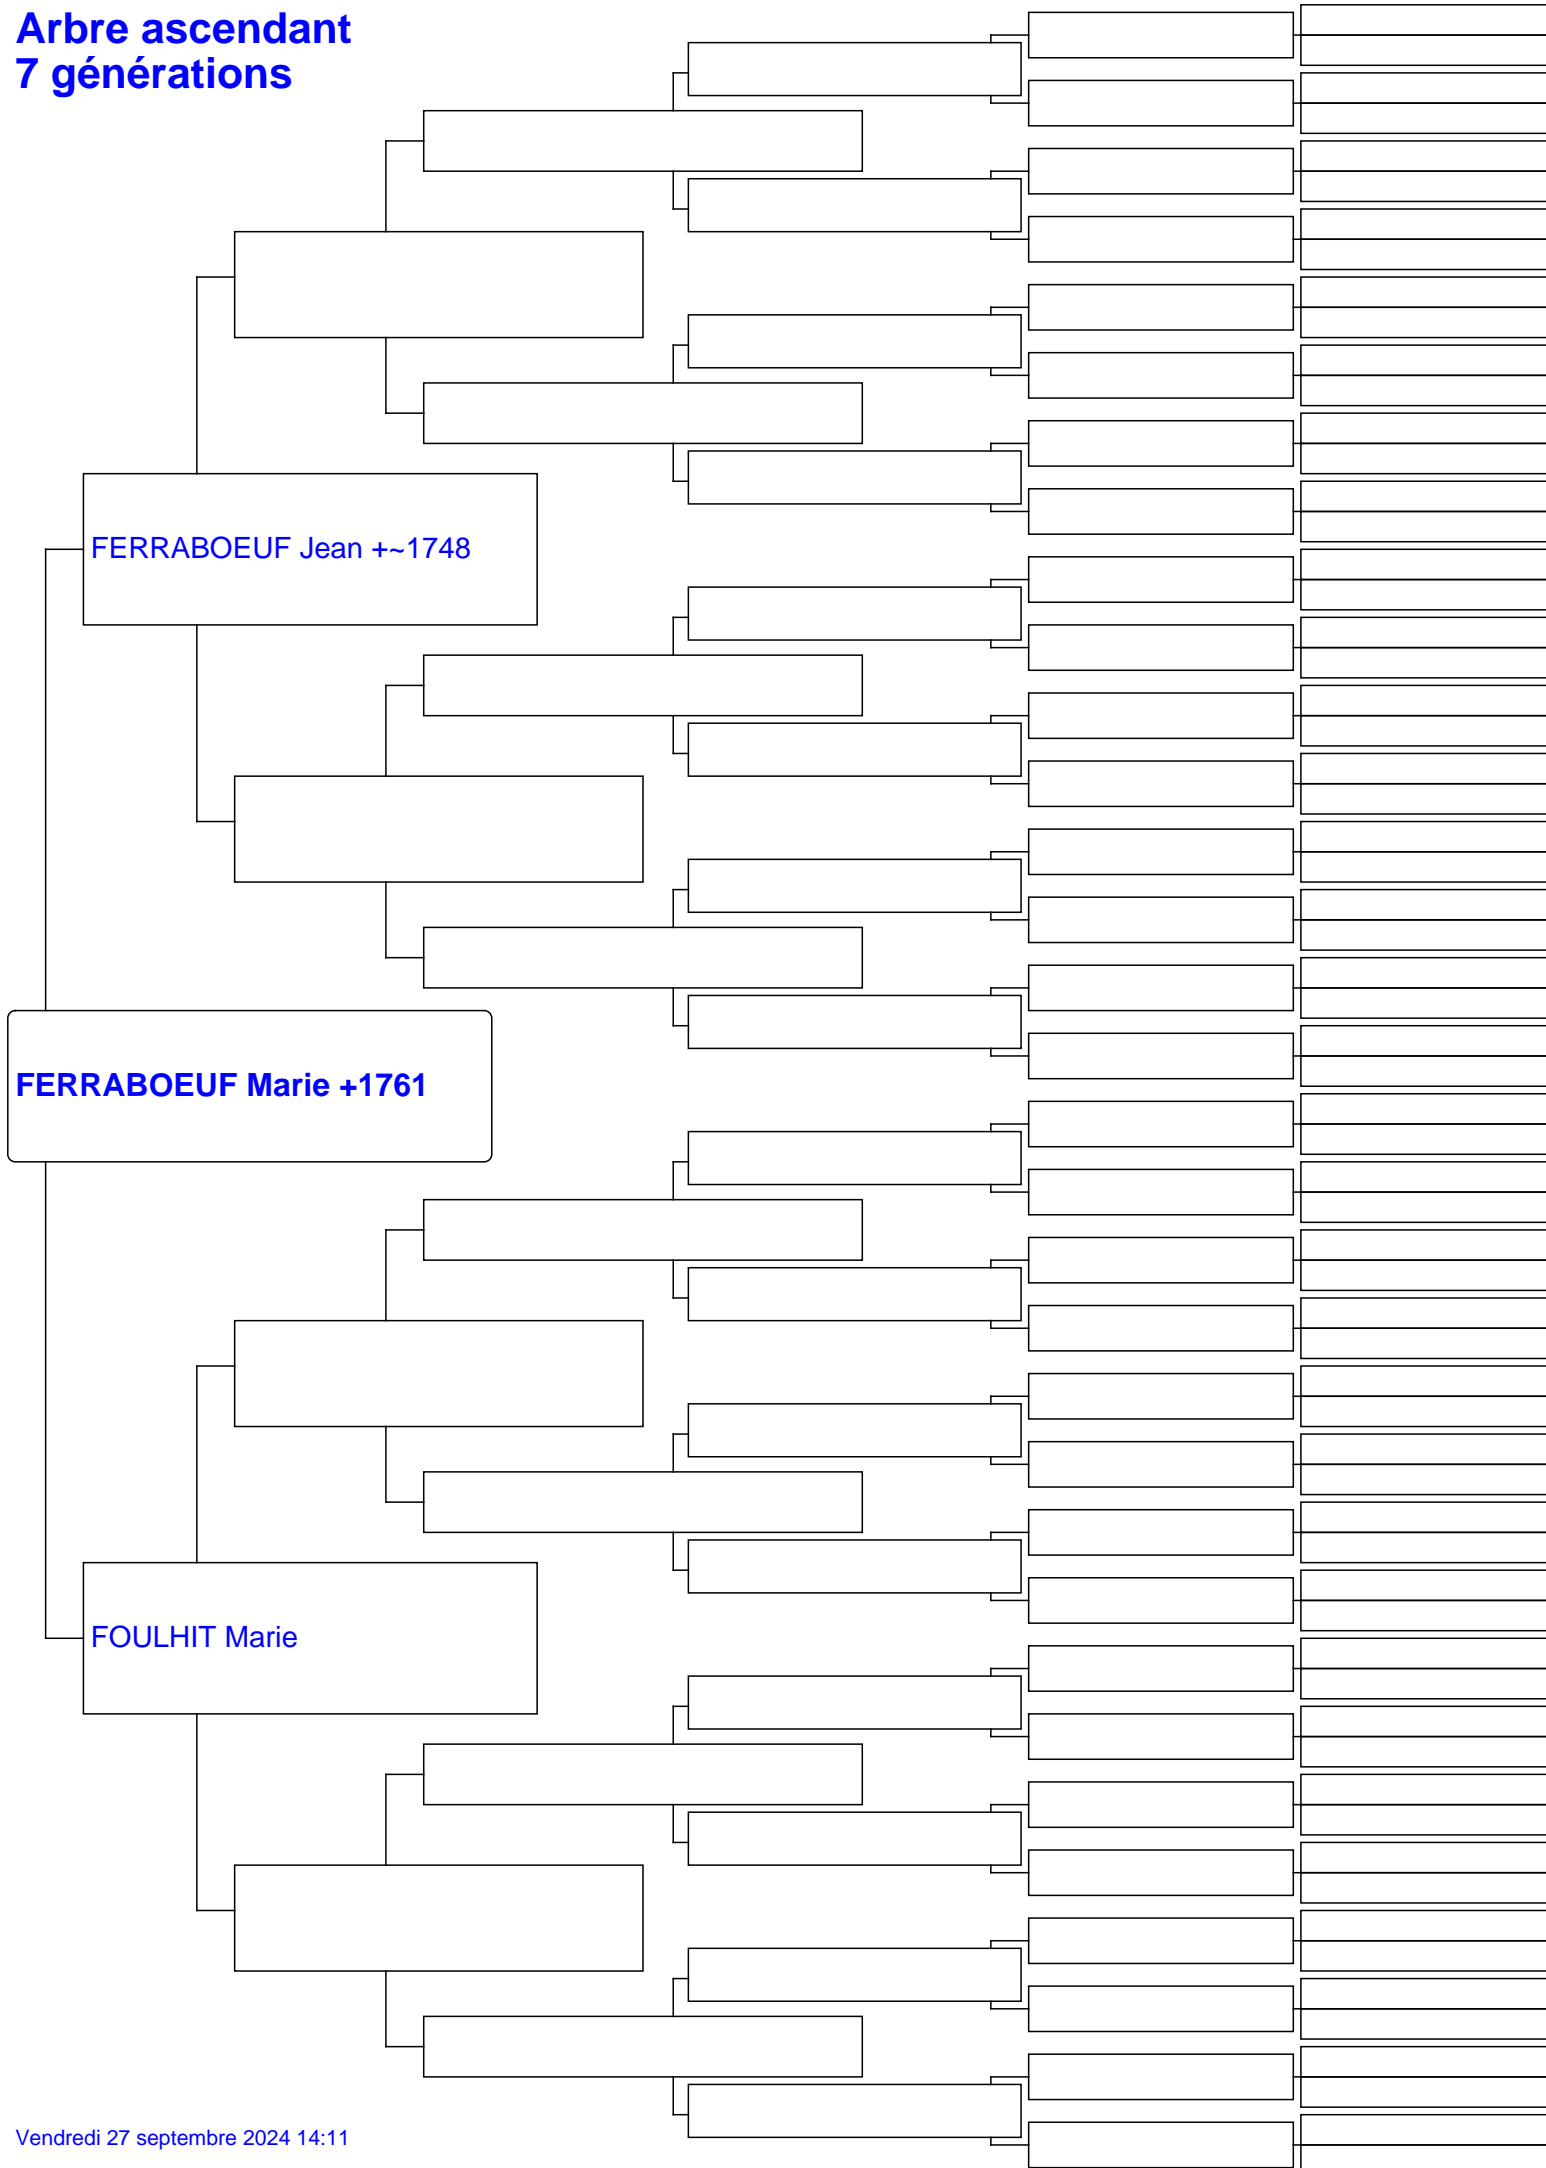 Arbre ascendant
7 générations
FERRABOEUF Jean +~1748
FERRABOEUF Marie +1761
FOULHIT Marie
Vendredi 27 septembre 2024 14:11